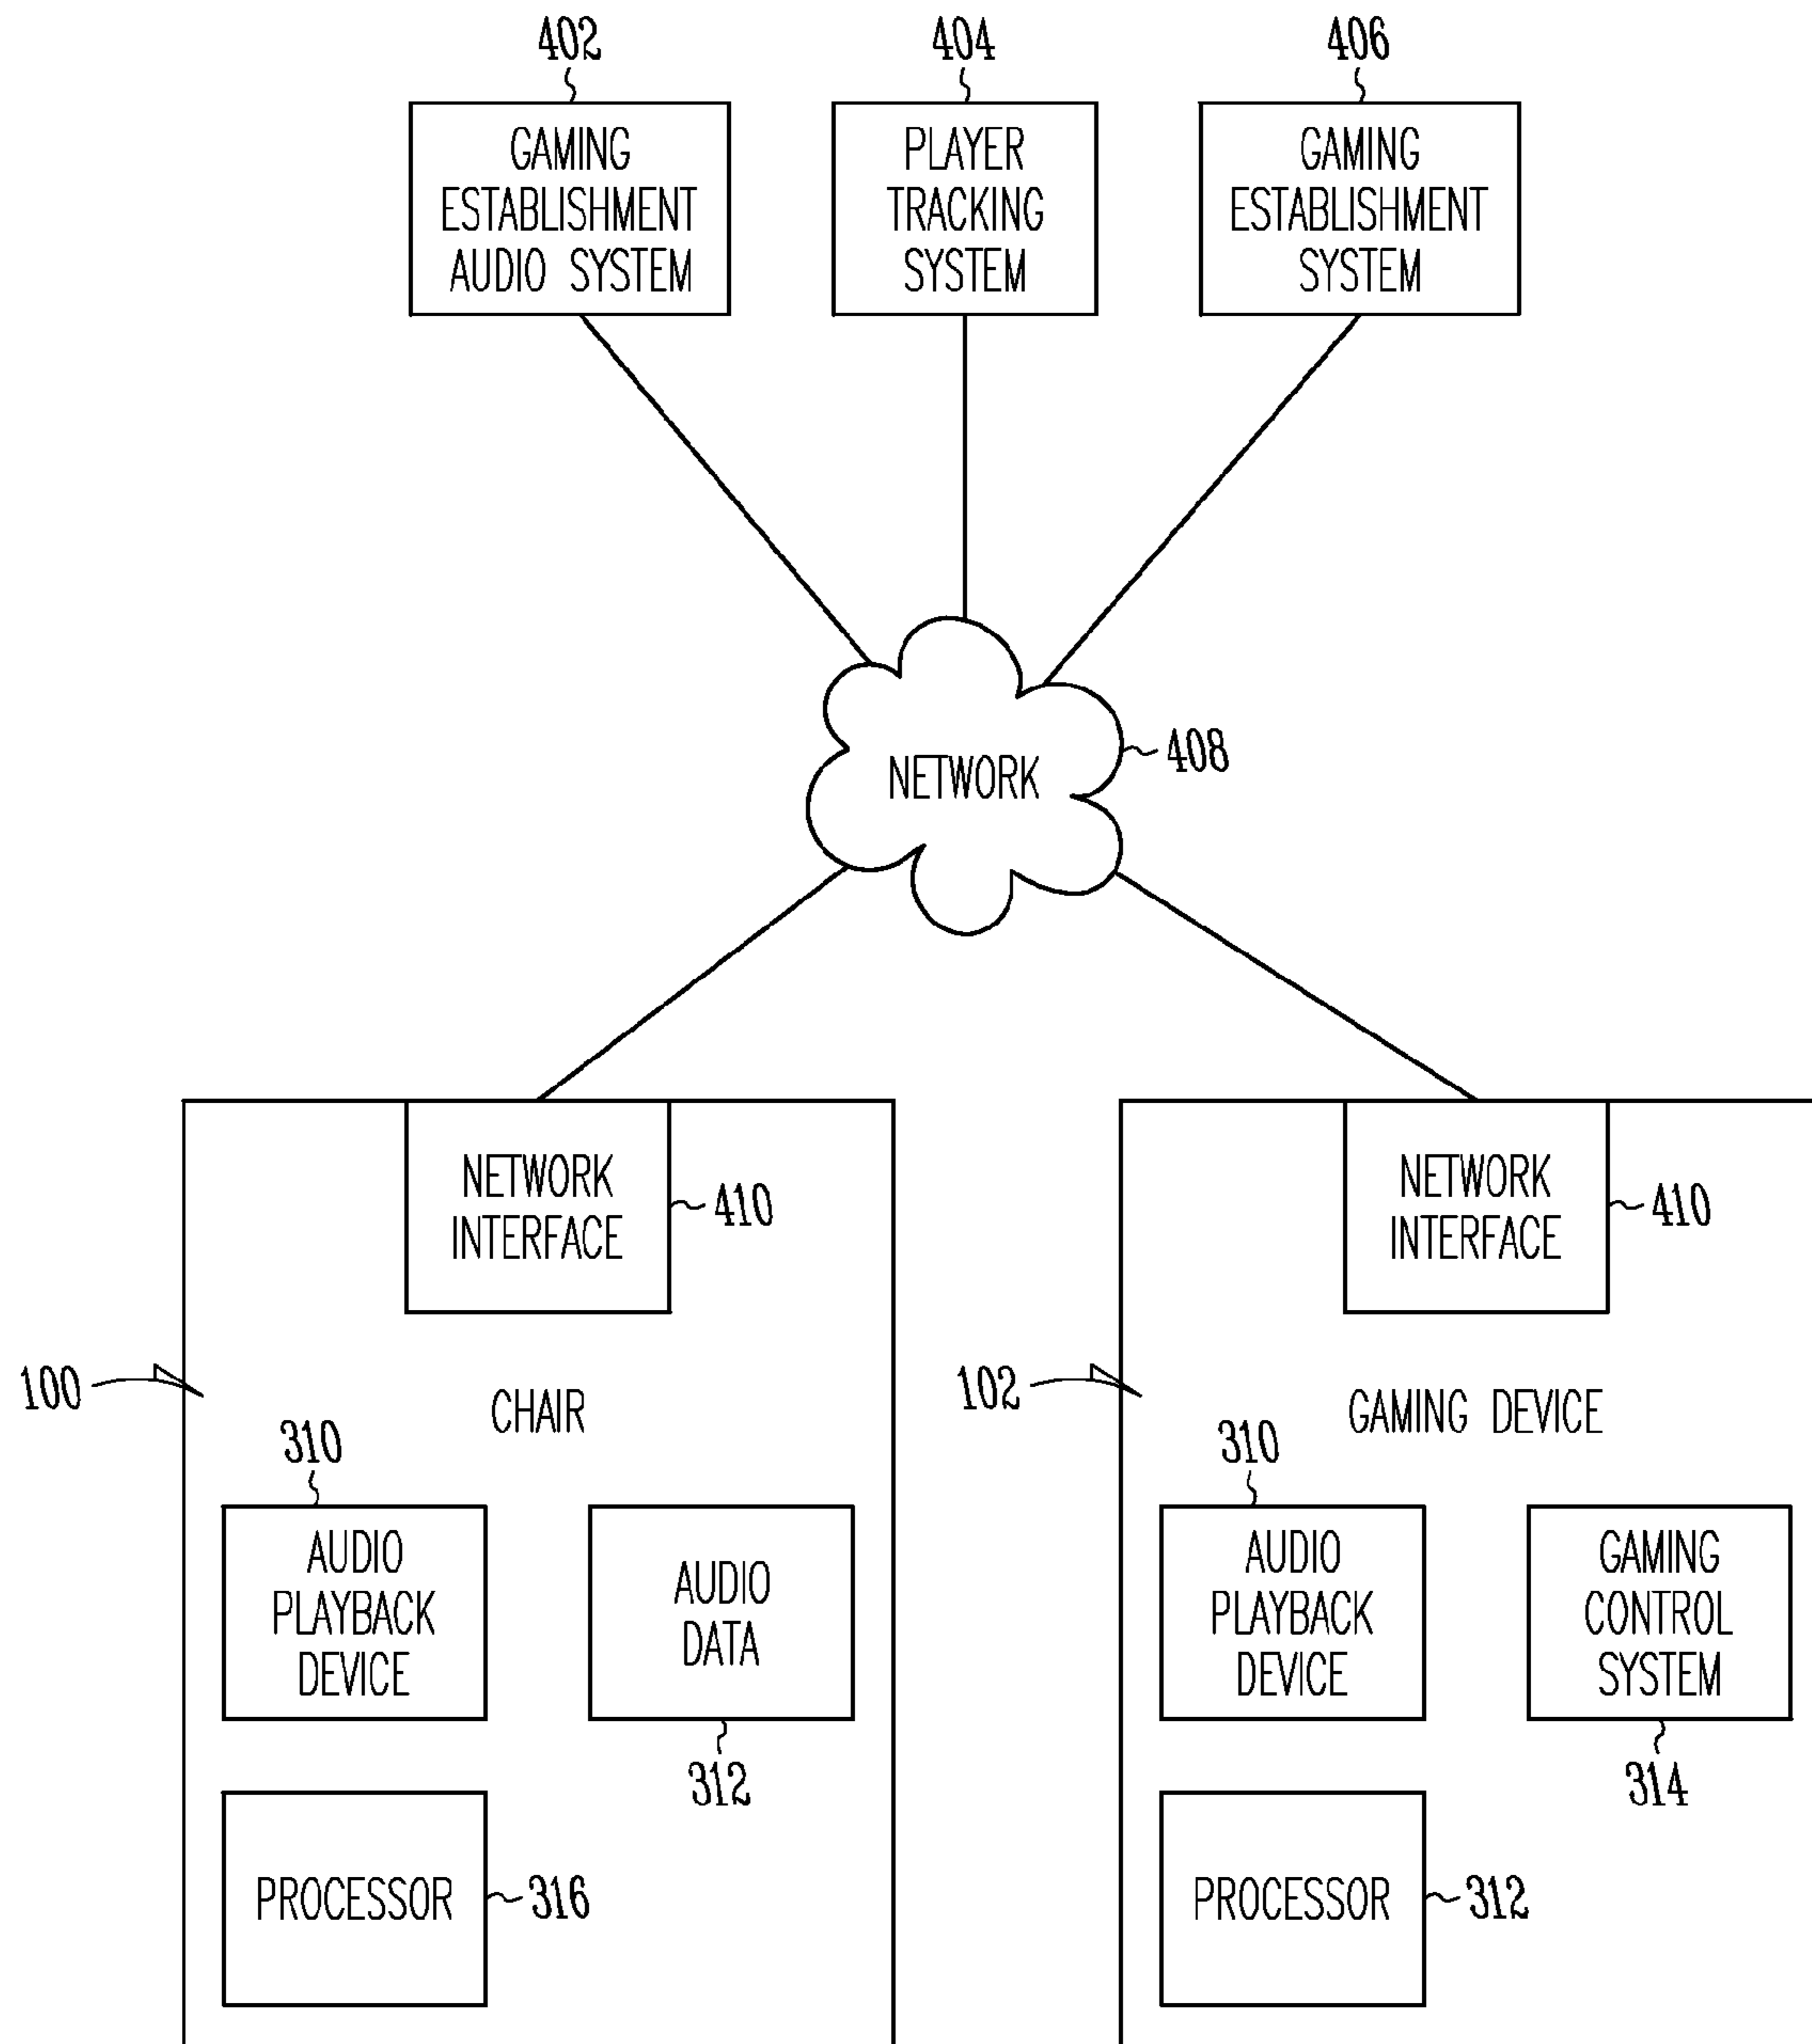 402
404
406
GAMING
ESTABLISHMENT
AUDIO SYSTEM
PLAYER
TRACKING
SYSTEM
GAMING
ESTABLISHMENT
SYSTEM
NETWORK
408
NETWORK
INTERFACE
410
NETWORK
INTERFACE
410
100
CHAIR
310
AUDIO
PLAYBACK
DEVICE
AUDIO
DATA
312
PROCESSOR
316
102
GAMING DEVICE
310
AUDIO
PLAYBACK
DEVICE
GAMING
CONTROL
SYSTEM
314
PROCESSOR
312